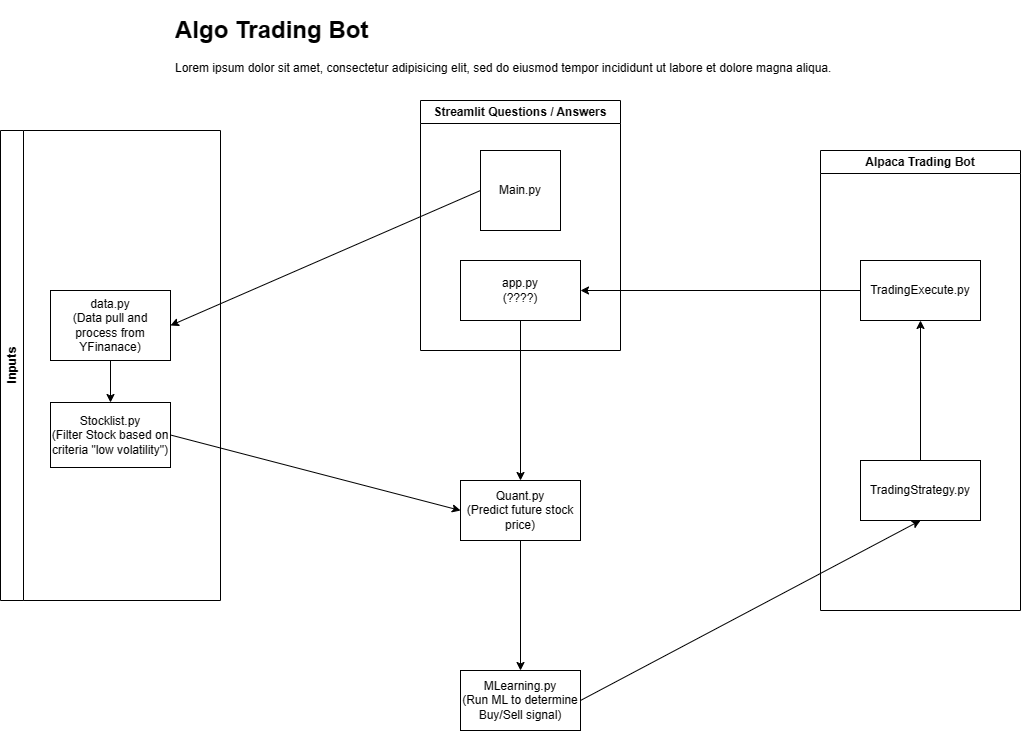 Algo Trading Bot
Lorem ipsum dolor sit amet, consectetur adipisicing elit, sed do eiusmod tempor incididunt ut labore et dolore magna aliqua.
Streamlit Questions / Answers
Main.py
app.py
(????)
Alpaca Trading Bot
TradingExecute.py
TradingStrategy.py
Inputs
data.py
(Data pull and
process from
YFinanace)
Stocklist.py
(Filter Stock based on
criteria "low volatility")
Quant.py
(Predict future stock
price)
MLearning.py
(Run ML to determine
Buy/Sell signal)